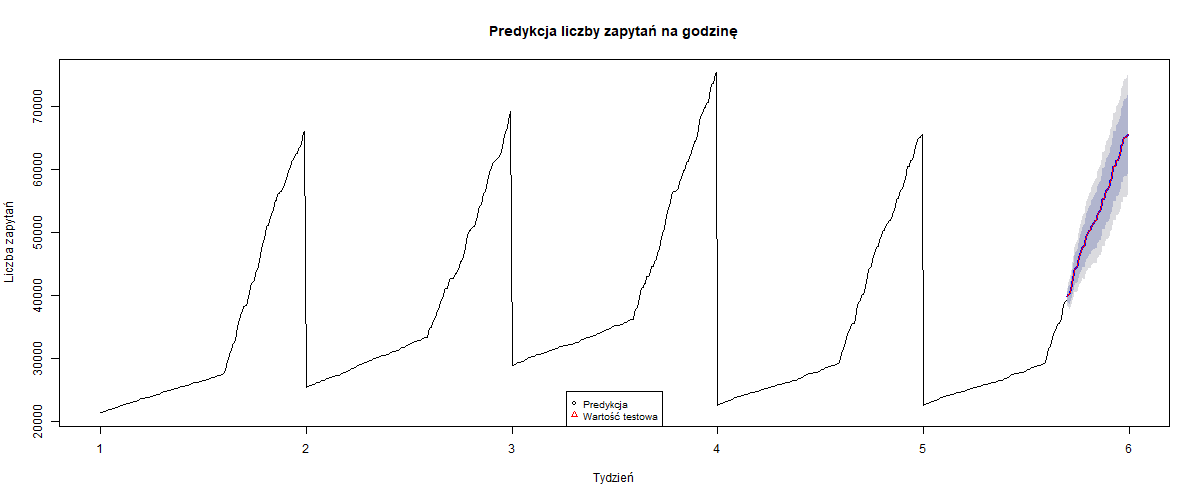 Predykcja liczby zapytań na godzinę
Liczba zapytań
70000
60000
50000
40000
30000
20000
Predykcja
Wartość testowa
1 2 3 4 5 6
Tydzień